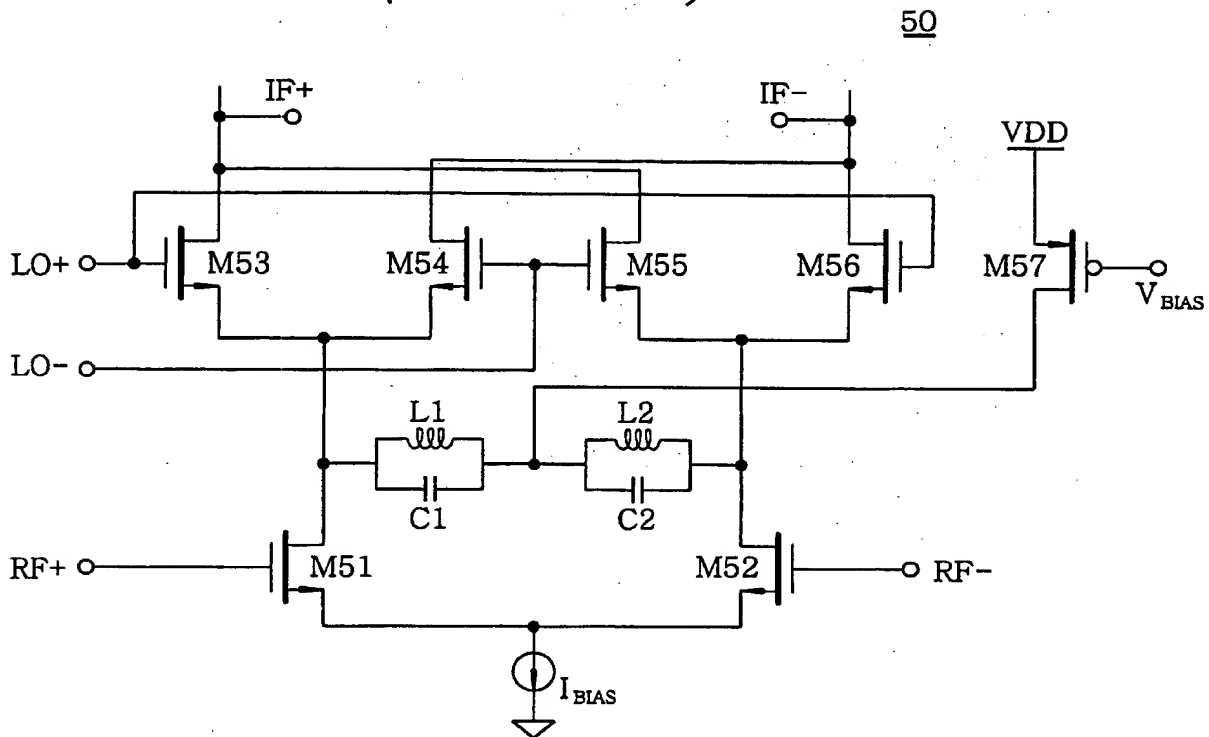 50
IF+ IF-
VDD
LO+ M53 M54 M55 M56 M57 VBIAS
LO-
L1 L2
C1 C2
RF+ M51 M52 RF-
IBIAS